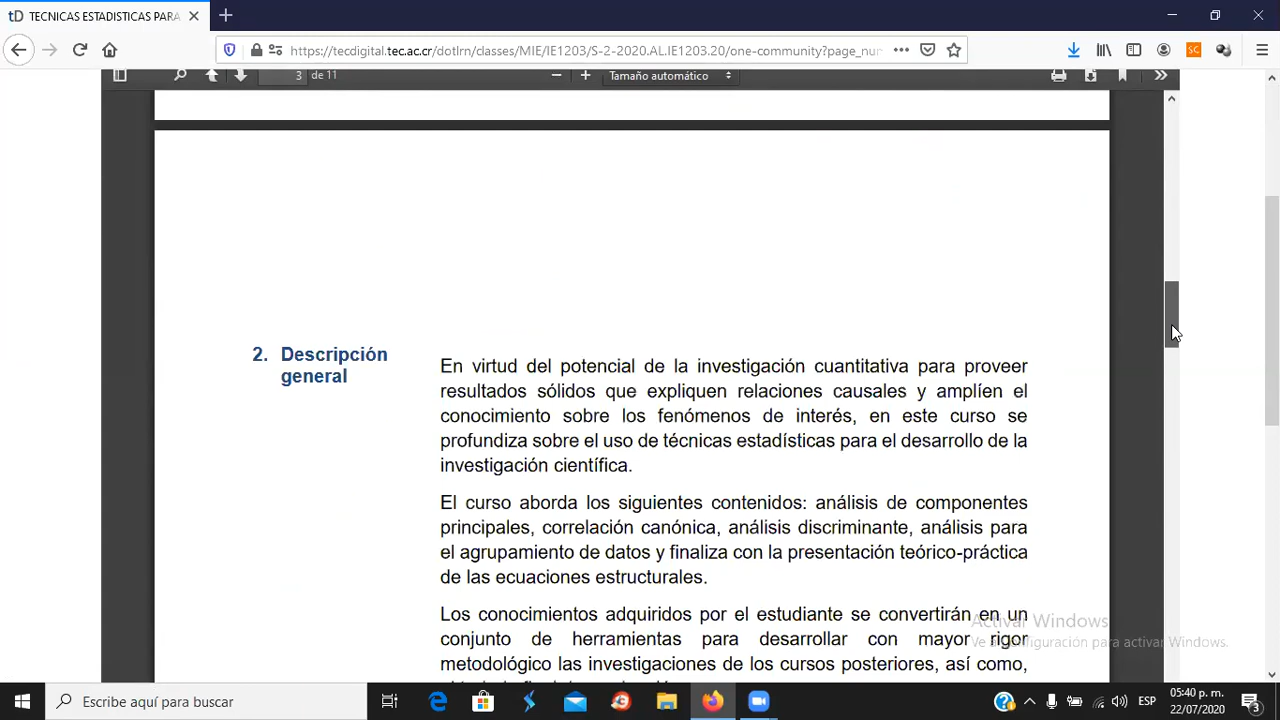 TECNICAS ESTADISTICAS PARA
https://tecdigital.tec.ac.cr/dotlrn/classes/MIE/IE1203/S-2-2020.AL.IE1203.20/one-community?page_num
3 de 11
Tamaño automático
2. Descripción
general
En virtud del potencial de la investigación cuantitativa para proveer
resultados sólidos que expliquen relaciones causales y amplíen el
conocimiento sobre los fenómenos de interés, en este curso se
profundiza sobre el uso de técnicas estadísticas para el desarrollo de la
investigación científica.
El curso aborda los siguientes contenidos: análisis de componentes
principales, correlación canónica, análisis discriminante, análisis para
el agrupamiento de datos y finaliza con la presentación teórico-práctica
de las ecuaciones estructurales.
Los conocimientos adquiridos por el estudiante se convertirán en un
conjunto de herramientas para desarrollar con mayor rigor
metodológico las investigaciones de los cursos posteriores, así como,
Activar Windows
Ve a Configuración para activar Windows.
Escribe aquí para buscar
ESP
05:40 p. m.
22/07/2020
3